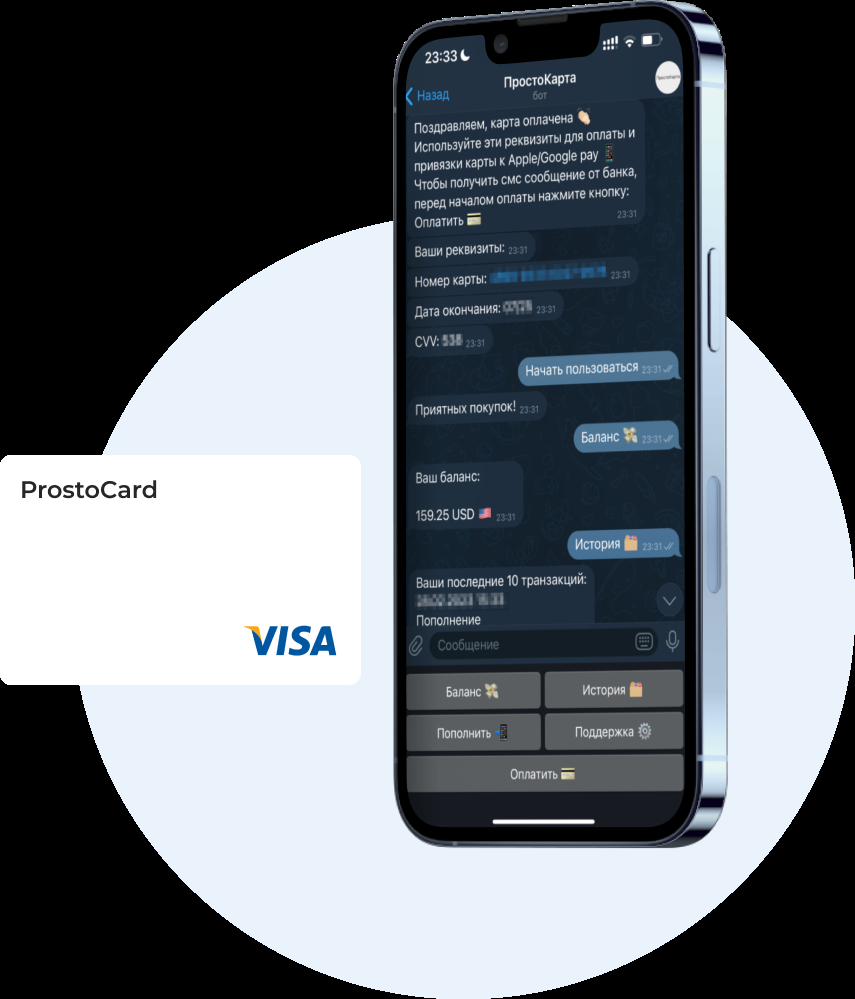 23:33
Назад
ПростоКарта
бот
ПростоКарта
Поздравляем, карта оплачена 👏🏻
Используйте эти реквизиты для оплаты и
привязки карты к Apple/Google pay 📱
Чтобы получить смс сообщение от банка,
перед началом оплаты нажмите кнопку:
Оплатить 💳
23:31
Ваши реквизиты: 23:31
Номер карты: 23:31
Дата окончания: 23:31
CVV: 23:31
Начать пользоваться 23:31
Приятных покупок! 23:31
Баланс 💸 23:31
Ваш баланс:
159.25 USD 🇺🇸 23:31
История 🗂 23:31
Ваши последние 10 транзакций:
Пополнение
Сообщение
Баланс 💸
История 🗂
Пополнить 📲
Поддержка ⚙️
Оплатить 💳
ProstoCard
VISA